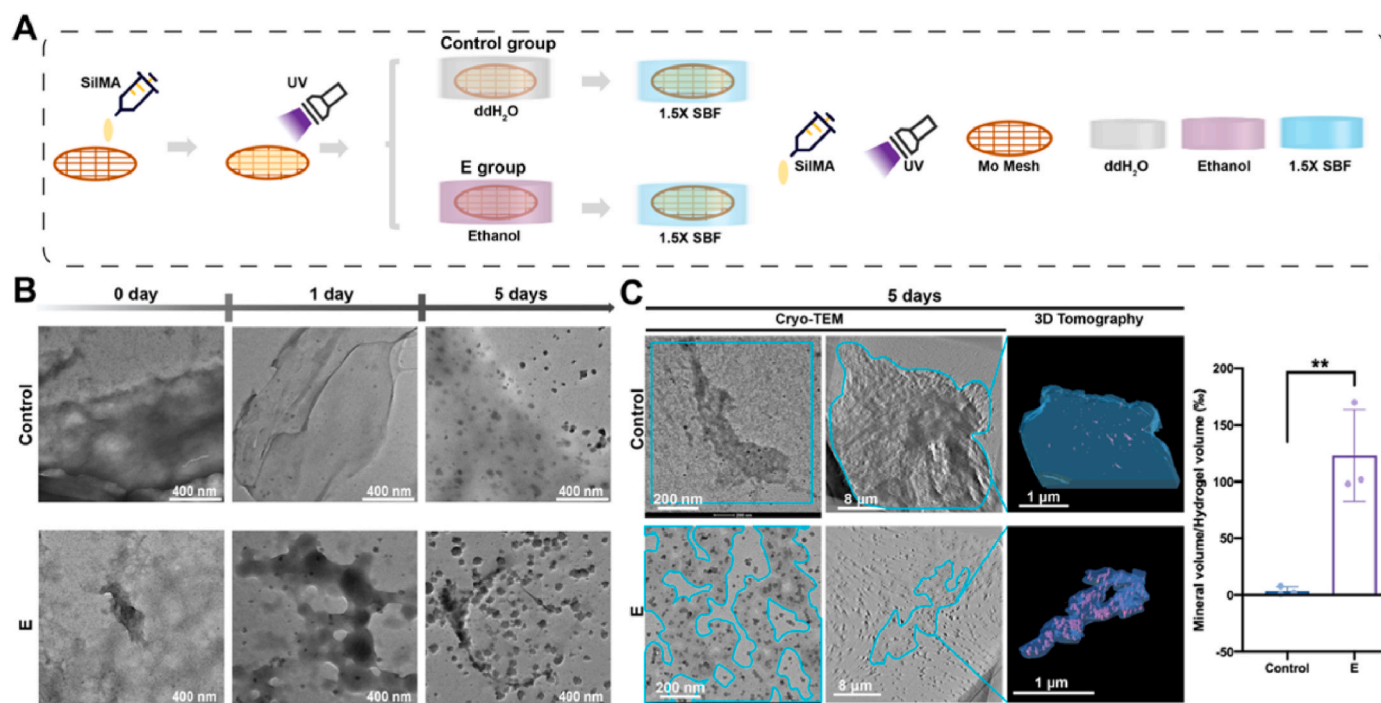 A
SilMA
UV
Control group
ddH₂O
1.5X SBF
E group
Ethanol
1.5X SBF
SilMA
UV
Mo Mesh
ddH₂O
Ethanol
1.5X SBF
B
0 day
1 day
5 days
Control
400 nm
400 nm
400 nm
E
400 nm
400 nm
400 nm
C
5 days
Cryo-TEM
3D Tomography
Control
200 nm
8 μm
1 μm
E
200 nm
8 μm
1 μm
Mineral volume/Hydrogel volume (‰)
200
150
100
50
0
-50
**
Control
E